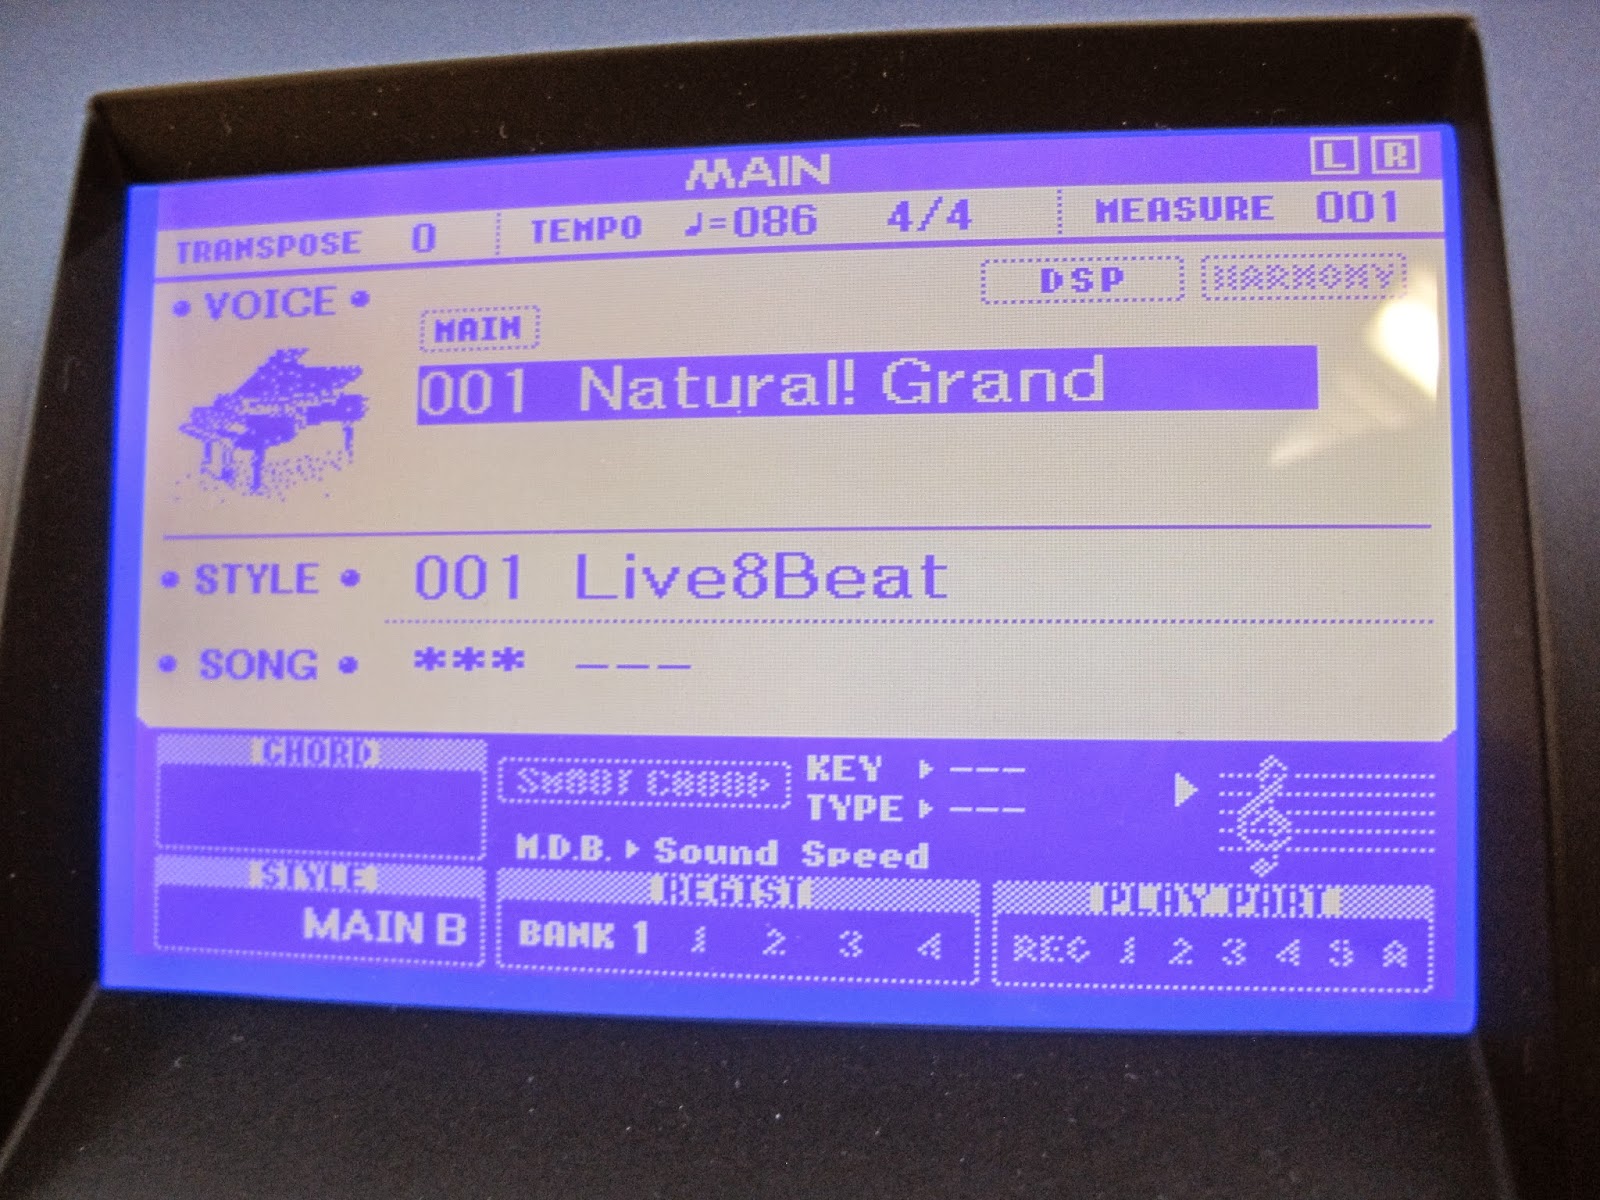 MAIN L R
TRANSPOSE 0 TEMPO ♩=086 4/4 MEASURE 001
• VOICE • DSP HARMONY
MAIN
001 Natural! Grand
• STYLE • 001 Live8Beat
• SONG • *** ---
CHORD SMART CHORD KEY ▸ ---
TYPE ▸ ---
M.D.B. ▸ Sound Speed
STYLE REGIST PLAY PART
MAIN B BANK 1 1 2 3 4 REC 1 2 3 4 5 A